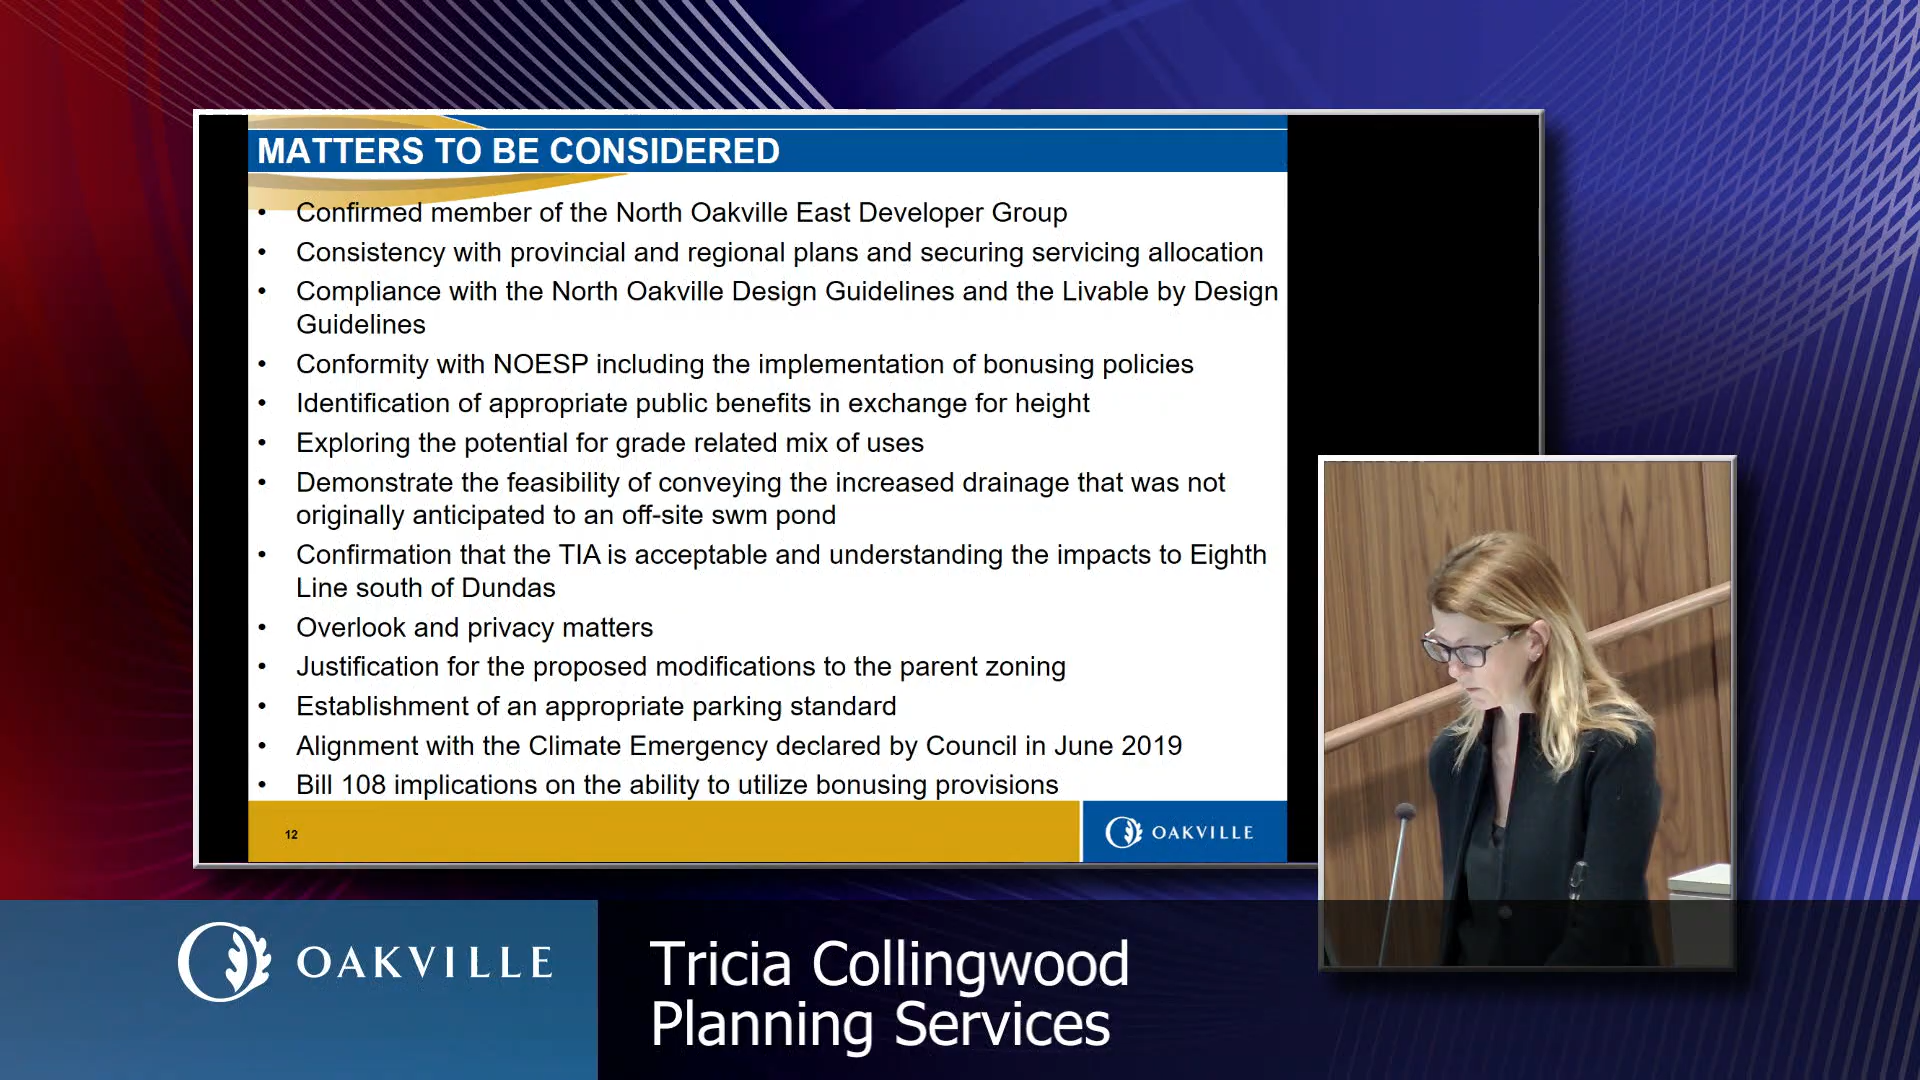 MATTERS TO BE CONSIDERED
• Confirmed member of the North Oakville East Developer Group
• Consistency with provincial and regional plans and securing servicing allocation
• Compliance with the North Oakville Design Guidelines and the Livable by Design
Guidelines
• Conformity with NOESP including the implementation of bonusing policies
• Identification of appropriate public benefits in exchange for height
• Exploring the potential for grade related mix of uses
• Demonstrate the feasibility of conveying the increased drainage that was not
originally anticipated to an off-site swm pond
• Confirmation that the TIA is acceptable and understanding the impacts to Eighth
Line south of Dundas
• Overlook and privacy matters
• Justification for the proposed modifications to the parent zoning
• Establishment of an appropriate parking standard
• Alignment with the Climate Emergency declared by Council in June 2019
• Bill 108 implications on the ability to utilize bonusing provisions
12
OAKVILLE
OAKVILLE
Tricia Collingwood
Planning Services